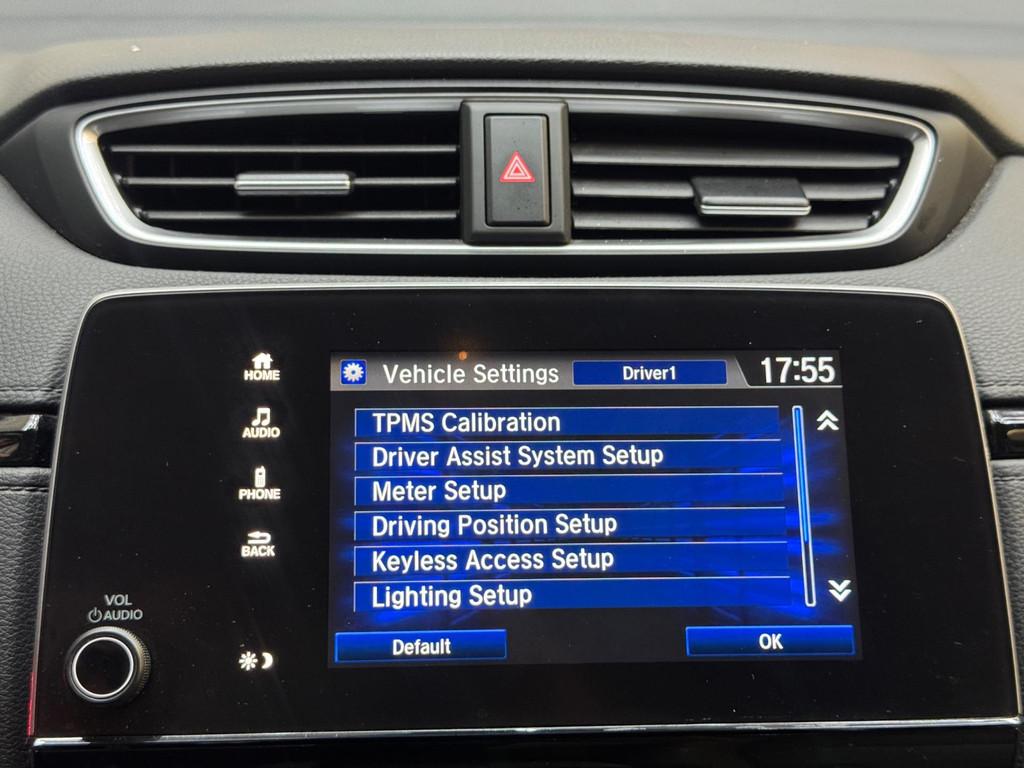 HOME
AUDIO
PHONE
BACK
VOL
AUDIO
Vehicle Settings
Driver1
17:55
TPMS Calibration
Driver Assist System Setup
Meter Setup
Driving Position Setup
Keyless Access Setup
Lighting Setup
Default
OK